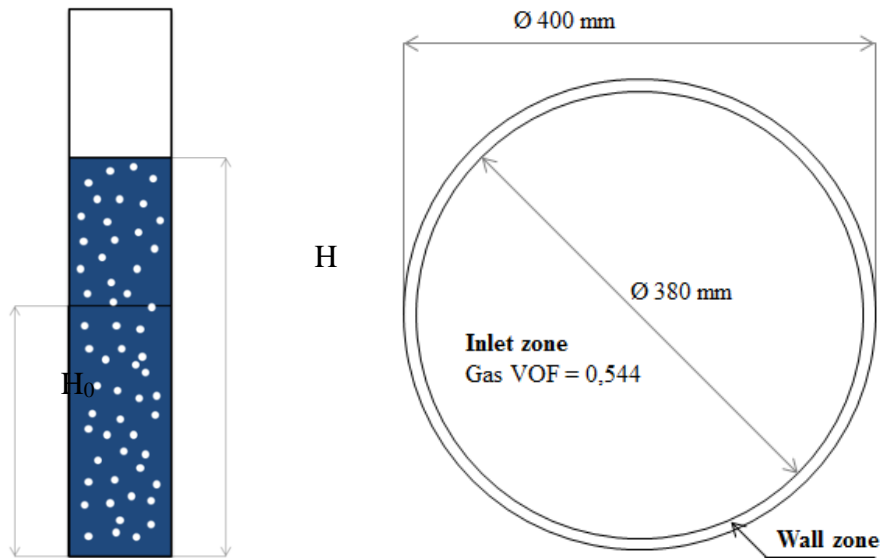 Ø 400 mm
H
Ø 380 mm
Inlet zone
Gas VOF = 0,544
H₀
Wall zone